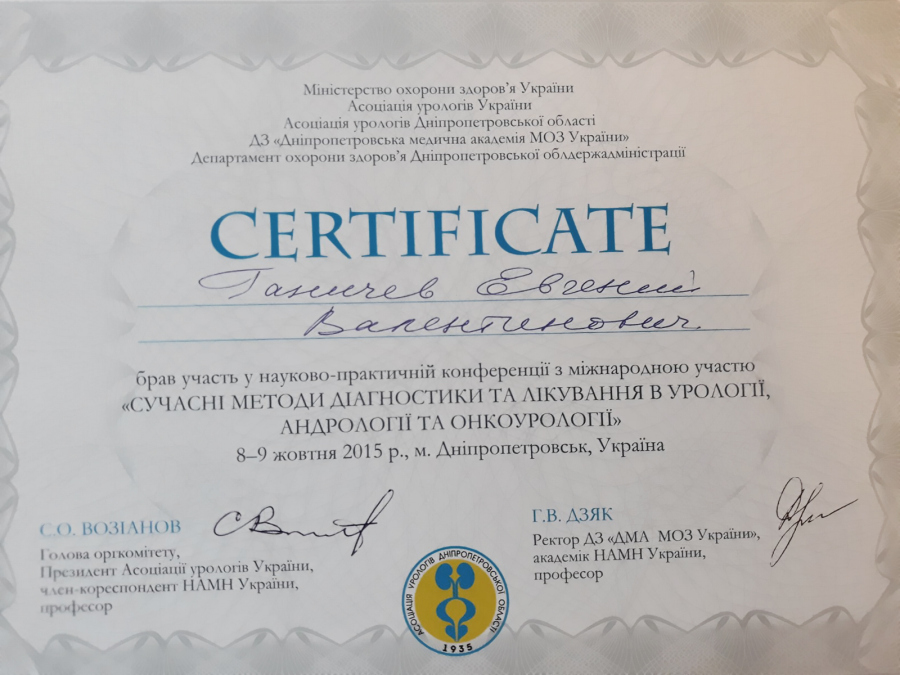 Міністерство охорони здоров'я України
Асоціація урологів України
Асоціація урологів Дніпропетровської області
ДЗ «Дніпропетровська медична академія МОЗ України»
Департамент охорони здоров'я Дніпропетровської облдержадміністрації
CERTIFICATE
Ганичев Евгений
Валентинович
брав участь у науково-практичній конференції з міжнародною участю
«СУЧАСНІ МЕТОДИ ДІАГНОСТИКИ ТА ЛІКУВАННЯ В УРОЛОГІЇ,
АНДРОЛОГІЇ ТА ОНКОУРОЛОГІЇ»
8–9 жовтня 2015 р., м. Дніпропетровськ, Україна
С.О. ВОЗІАНОВ
Голова оргкомітету,
Президент Асоціації урологів України,
член-кореспондент НАМН України,
професор
Г.В. ДЗЯК
Ректор ДЗ «ДМА МОЗ України»,
академік НАМН України,
професор
АСОЦІАЦІЯ УРОЛОГІВ ДНІПРОПЕТРОВСЬКОЇ ОБЛАСТІ
1935